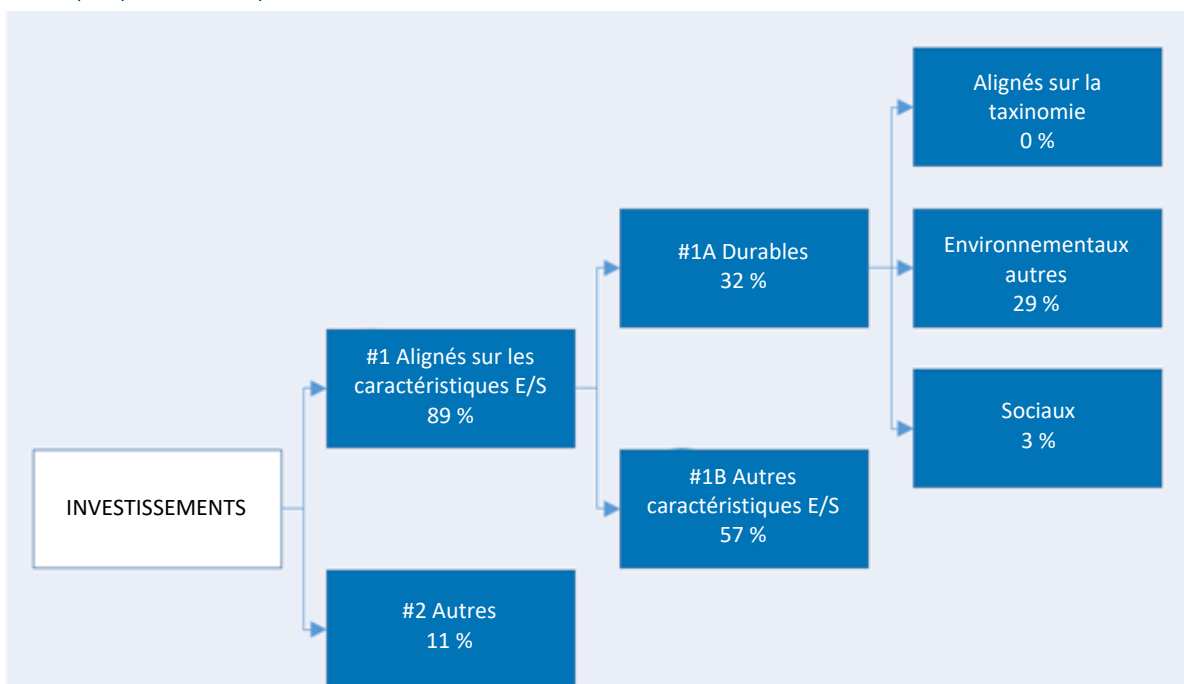 Alignés sur la
taxinomie
0 %
#1A Durables
32 %
Environnementaux
autres
29 %
#1 Alignés sur les
caractéristiques E/S
89 %
Sociaux
3 %
INVESTISSEMENTS
#1B Autres
caractéristiques E/S
57 %
#2 Autres
11 %